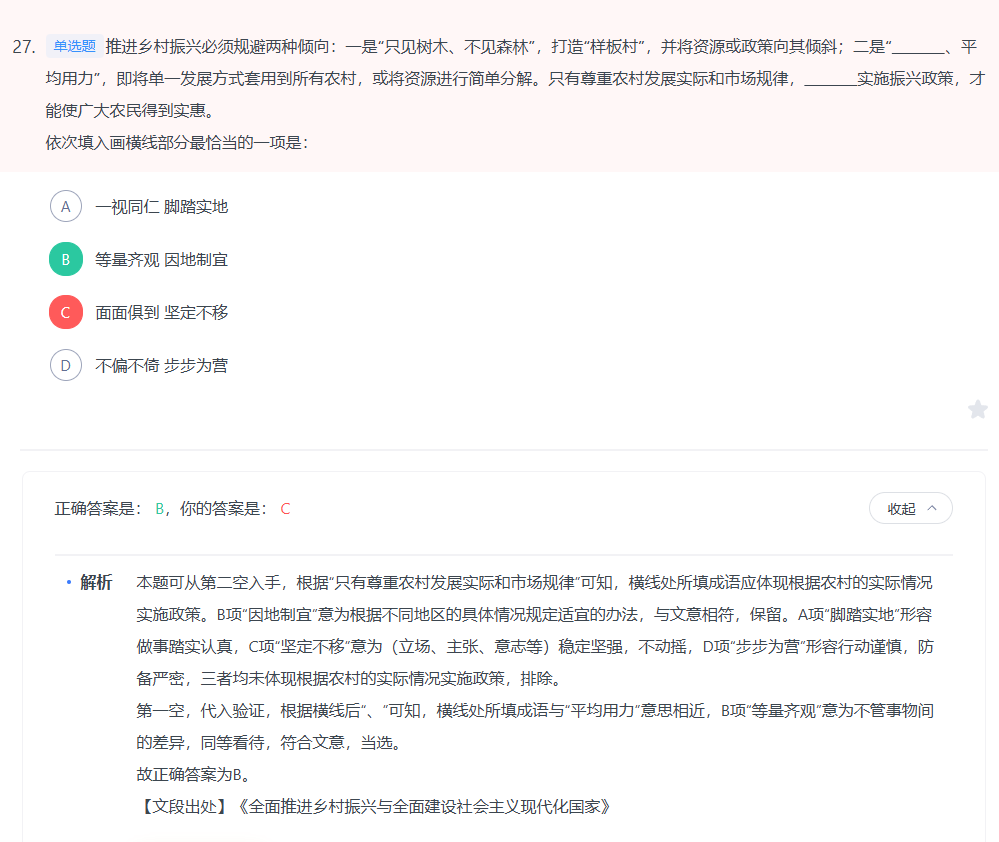 27. 单选题 推进乡村振兴必须规避两种倾向：一是“只见树木、不见森林”，打造“样板村”，并将资源或政策向其倾斜；二是“______、平
均用力”，即将单一发展方式套用到所有农村，或将资源进行简单分解。只有尊重农村发展实际和市场规律，______实施振兴政策，才
能使广大农民得到实惠。
依次填入画横线部分最恰当的一项是：
A 一视同仁 脚踏实地
B 等量齐观 因地制宜
C 面面俱到 坚定不移
D 不偏不倚 步步为营
正确答案是： B，你的答案是： C
收起
• 解析 本题可从第二空入手，根据“只有尊重农村发展实际和市场规律”可知，横线处所填成语应体现根据农村的实际情况
实施政策。B项“因地制宜”意为根据不同地区的具体情况规定适宜的办法，与文意相符，保留。A项“脚踏实地”形容
做事踏实认真，C项“坚定不移”意为（立场、主张、意志等）稳定坚强，不动摇，D项“步步为营”形容行动谨慎，防
备严密，三者均未体现根据农村的实际情况实施政策，排除。
第一空，代入验证，根据横线后“、”可知，横线处所填成语与“平均用力”意思相近，B项“等量齐观”意为不管事物间
的差异，同等看待，符合文意，当选。
故正确答案为B。
【文段出处】《全面推进乡村振兴与全面建设社会主义现代化国家》